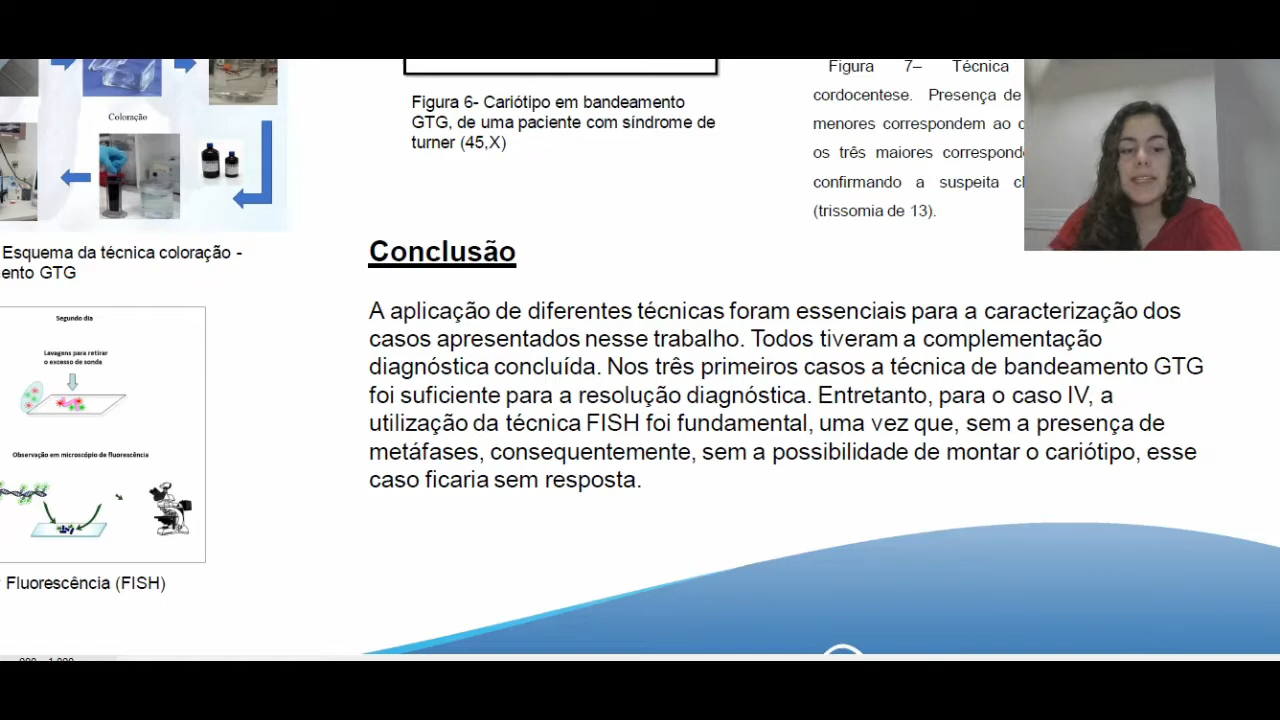 Coloração
Esquema da técnica coloração -
ento GTG
Segundo dia
Lavagens para retirar
o excesso de sonda
Observação em microscópio de fluorescência
Fluorescência (FISH)
Figura 6- Cariótipo em bandeamento
GTG, de uma paciente com síndrome de
turner (45,X)
Figura 7– Técnica
cordocentese. Presença de
menores correspondem ao
os três maiores correspond
confirmando a suspeita
(trissomia de 13).
Conclusão
A aplicação de diferentes técnicas foram essenciais para a caracterização dos
casos apresentados nesse trabalho. Todos tiveram a complementação
diagnóstica concluída. Nos três primeiros casos a técnica de bandeamento GTG
foi suficiente para a resolução diagnóstica. Entretanto, para o caso IV, a
utilização da técnica FISH foi fundamental, uma vez que, sem a presença de
metáfases, consequentemente, sem a possibilidade de montar o cariótipo, esse
caso ficaria sem resposta.